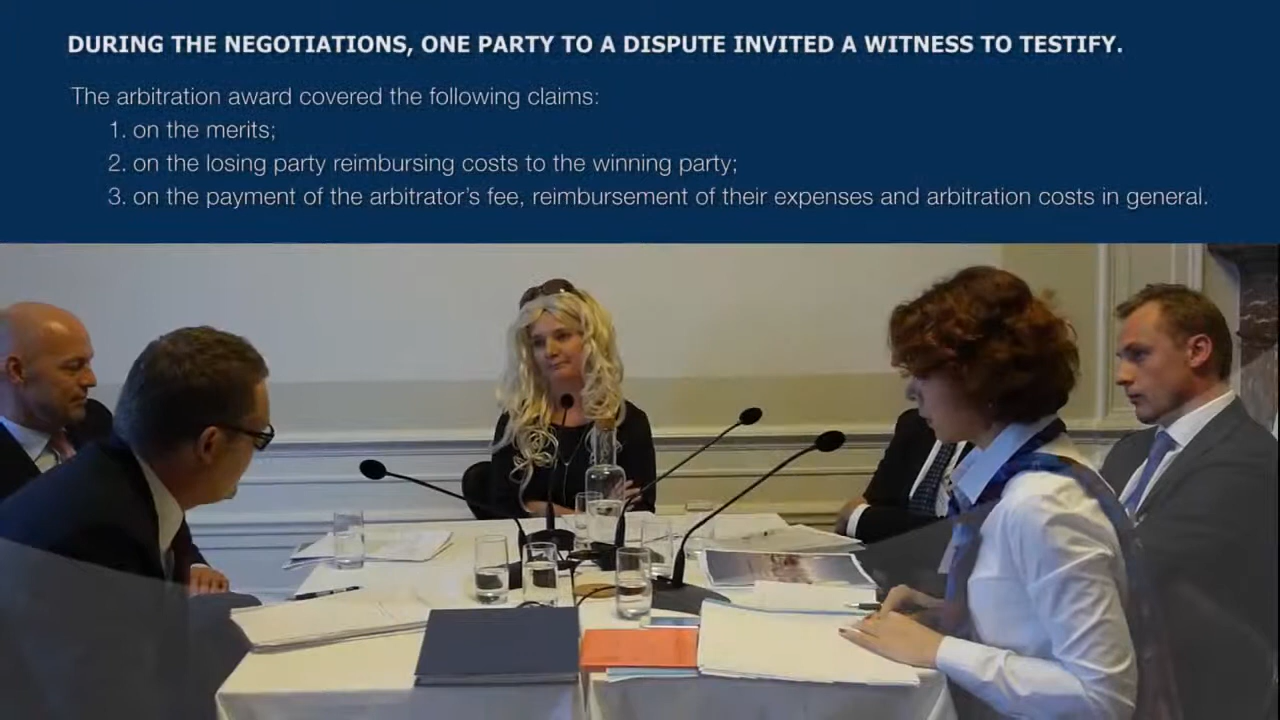 DURING THE NEGOTIATIONS, ONE PARTY TO A DISPUTE INVITED A WITNESS TO TESTIFY.
The arbitration award covered the following claims:
1. on the merits;
2. on the losing party reimbursing costs to the winning party;
3. on the payment of the arbitrator's fee, reimbursement of their expenses and arbitration costs in general.